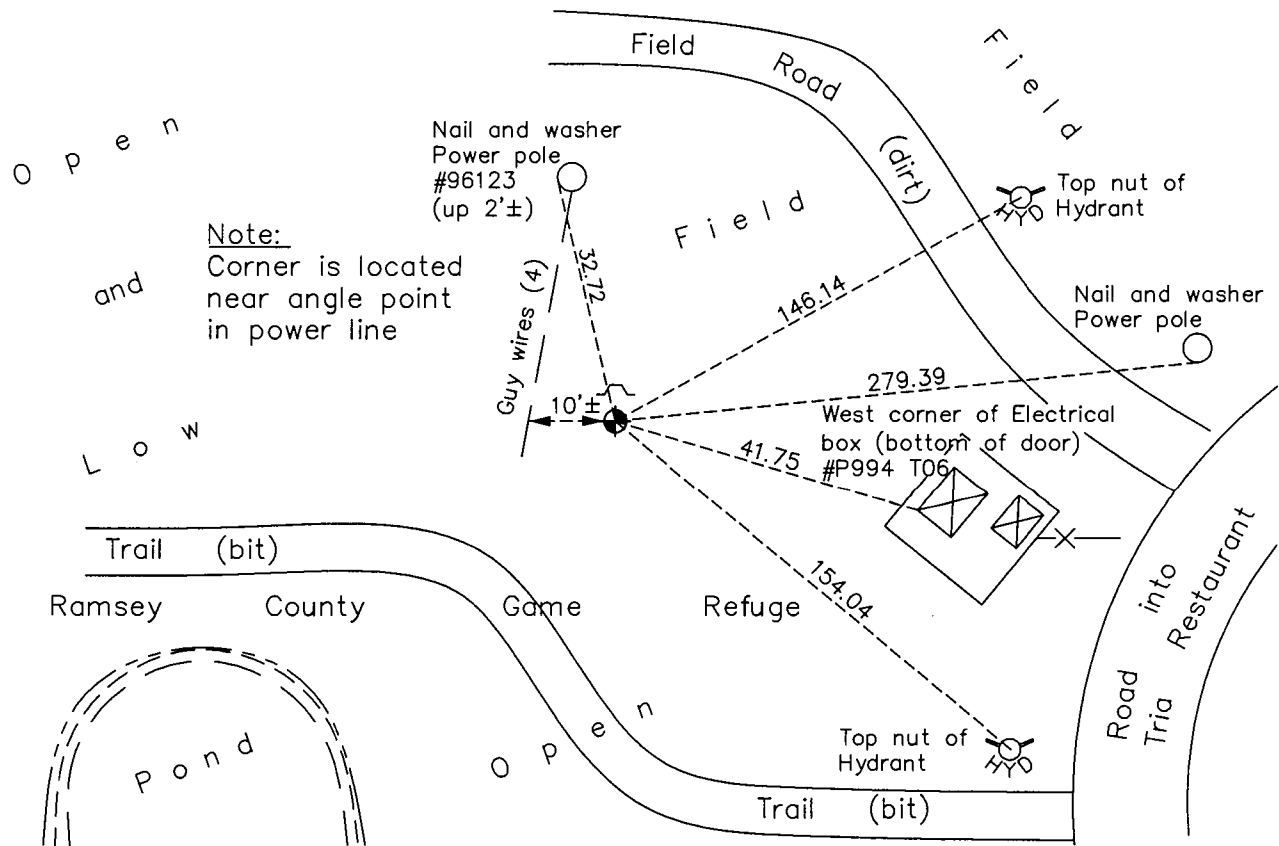 Field Road (dirt)
Field
Open
and
Low
Nail and washer
Power pole
#96123
(up 2'±)
Top nut of
Hydrant
HYD
Field
Note:
Corner is located
near angle point
in power line
Guy wires (4)
32.72
146.14
Nail and washer
Power pole
279.39
10'±
West corner of Electrical
box (bottom of door)
#P994 T06
41.75
Trail (bit)
154.04
Ramsey County Game Refuge
Road into
Tria Restaurant
Open
Pond
Top nut of
Hydrant
HYD
Trail (bit)